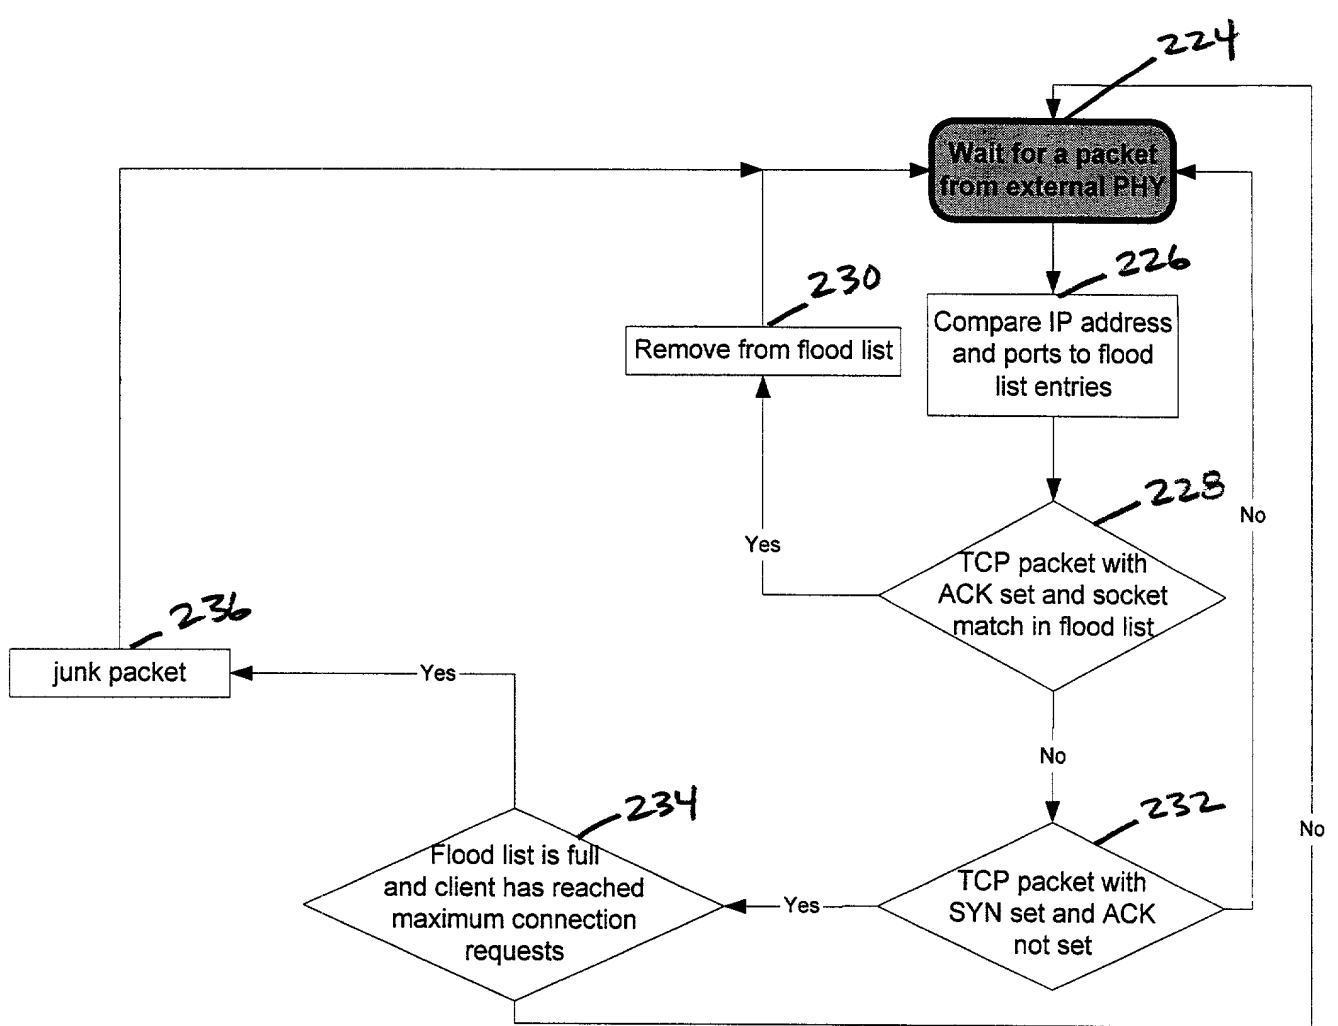 224
Wait for a packet
from external PHY
226
230
Compare IP address
and ports to flood
list entries
Remove from flood list
228
No
Yes
TCP packet with
ACK set and socket
match in flood list
236
junk packet
Yes
No
234
232
No
Flood list is full
and client has reached
maximum connection
requests
Yes
TCP packet with
SYN set and ACK
not set